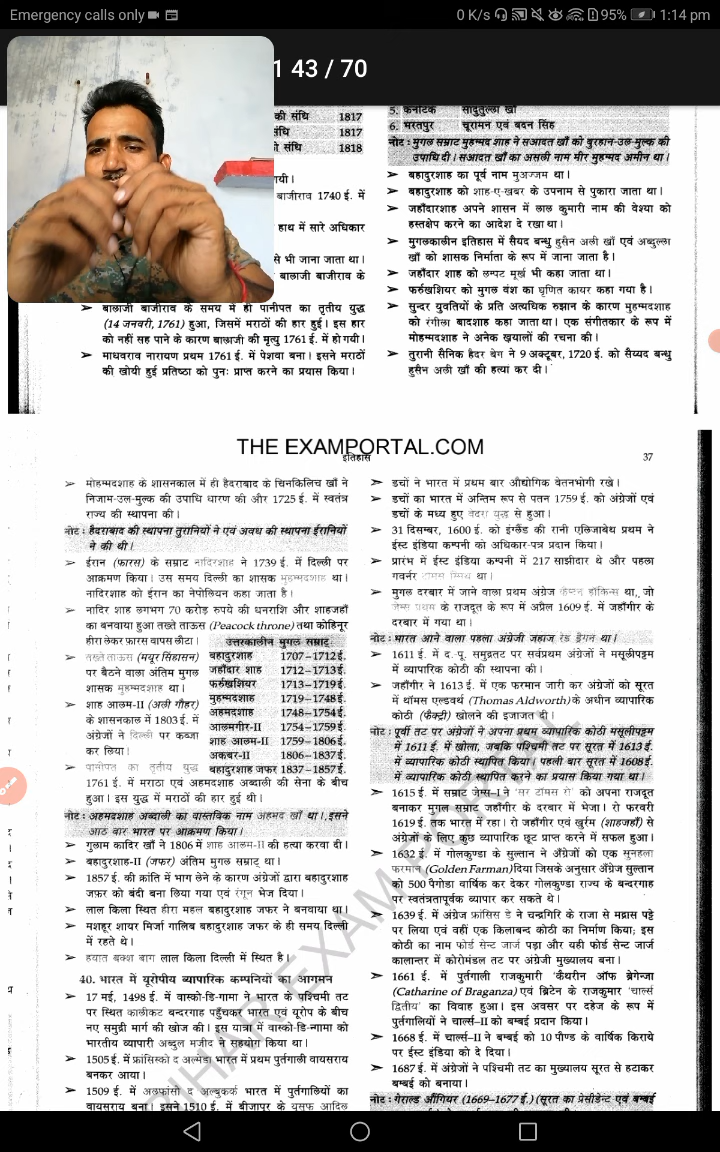 Emergency calls only
0 K/s
95%
1:14 pm
1 43 / 70
की संधि 1817
संधि 1817
संधि 1818
गयी।
बाजीराव 1740 ई. में
हाथ में सारे अधिकार
से भी जाना जाता था।
बालाजी बाजीराव के
➢ बालाजी बाजीराव के समय में ही पानीपत का तृतीय युद्ध
(14 जनवरी, 1761) हुआ, जिसमें मराठों की हार हुई। इस हार
को नहीं सह पाने के कारण बालाजी की मृत्यु 1761 ई. में हो गयी।
➢ माधवराव नारायण प्रथम 1761 ई. में पेशवा बना। इसने मराठों
की खोयी हुई प्रतिष्ठा को पुनः प्राप्त करने का प्रयास किया।
5. कर्नाटक सादुतुल्ला खाँ
6. भरतपुर चूरामन एवं बदन सिंह
नोट : मुगल सम्राट मुहम्मद शाह ने सआदत खाँ को बुरहान-उल-मुल्क की
उपाधि दी। सआदत खाँ का असली नाम मीर मुहम्मद अमीन था।
➢ बहादुरशाह का पूर्व नाम मुअज्जम था।
➢ बहादुरशाह को शाह-ए-खबर के उपनाम से पुकारा जाता था।
➢ जहाँदारशाह अपने शासन में लाल कुमारी नाम की वेश्या को
हस्तक्षेप करने का आदेश दे रखा था।
➢ मुगलकालीन इतिहास में सैयद बन्धु हुसैन अली खाँ एवं अब्दुल्ला
खाँ को शासक निर्माता के रूप में जाना जाता है।
➢ जहाँदार शाह को लम्पट मूर्ख भी कहा जाता था।
➢ फर्रुखशियर को मुगल वंश का घृणित कायर कहा गया है।
➢ सुन्दर युवतियों के प्रति अत्यधिक रुझान के कारण मुहम्मदशाह
को रंगीला बादशाह कहा जाता था। एक संगीतकार के रूप में
मोहम्मदशाह ने अनेक खयालों की रचना की।
➢ तुरानी सैनिक हैदर बेग ने 9 अक्टूबर, 1720 ई. को सैय्यद बन्धु
हुसैन अली खाँ की हत्या कर दी।
THE EXAMPORTAL.COM
इतिहास
37
➢ मोहम्मदशाह के शासनकाल में ही हैदराबाद के चिनकिलिच खाँ ने
निजाम-उल-मुल्क की उपाधि धारण की और 1725 ई. में स्वतंत्र
राज्य की स्थापना की।
नोट : हैदराबाद की स्थापना तुरानियों ने एवं अवध की स्थापना ईरानियों
ने की थी।
➢ ईरान (फारस) के सम्राट नादिरशाह ने 1739 ई. में दिल्ली पर
आक्रमण किया। उस समय दिल्ली का शासक मुहम्मदशाह था।
नादिरशाह को ईरान का नेपोलियन कहा जाता है।
➢ नादिर शाह लगभग 70 करोड़ रुपये की धनराशि और शाहजहाँ
का बनवाया हुआ तख्ते ताऊस (Peacock throne) तथा कोहिनूर
हीरा लेकर फारस वापस लौटा।
➢ तख्ते ताऊस (मयूर सिंहासन)
पर बैठने वाला अंतिम मुगल
शासक मुहम्मदशाह था।
➢ शाह आलम-II (अली गौहर)
के शासनकाल में 1803 ई. में
अंग्रेजों ने दिल्ली पर कब्जा
कर लिया।
उत्तरकालीन मुगल सम्राट्
बहादुरशाह 1707–1712 ई.
जहाँदार शाह 1712–1713 ई.
फर्रुखशियर 1713–1719 ई.
मुहम्मदशाह 1719–1748 ई.
अहमदशाह 1748–1754 ई.
आलमगीर-II 1754–1759 ई.
शाह आलम-II 1759–1806 ई.
अकबर-II 1806–1837 ई.
बहादुरशाह जफर 1837–1857 ई.
➢ पानीपत का तृतीय युद्ध
1761 ई. में मराठा एवं अहमदशाह अब्दाली की सेना के बीच
हुआ। इस युद्ध में मराठों की हार हुई थी।
नोट : अहमदशाह अब्दाली का वास्तविक नाम अहमद खाँ था।, इसने
आठ बार भारत पर आक्रमण किया।
➢ गुलाम कादिर खाँ ने 1806 में शाह आलम-II की हत्या करवा दी।
➢ बहादुरशाह-II (जफर) अंतिम मुगल सम्राट् था।
➢ 1857 ई. की क्रांति में भाग लेने के कारण अंग्रेजों द्वारा बहादुरशाह
जफ़र को बंदी बना लिया गया एवं रंगून भेज दिया।
➢ लाल किला स्थित हीरा महल बहादुरशाह जफर ने बनवाया था।
➢ मशहूर शायर मिर्जा गालिब बहादुरशाह जफर के ही समय दिल्ली
में रहते थे।
➢ हयात बक्श बाग लाल किला दिल्ली में स्थित है।
40. भारत में यूरोपीय व्यापारिक कम्पनियों का आगमन
➢ 17 मई, 1498 ई. में वास्को-डि-गामा ने भारत के पश्चिमी तट
पर स्थित कालीकट बन्दरगाह पहुँचकर भारत एवं यूरोप के बीच
नए समुद्री मार्ग की खोज की। इस यात्रा में वास्को-डि-गामा को
भारतीय व्यापारी अब्दुल मजीद ने सहयोग किया था।
➢ 1505 ई. में फ्रांसिस्को द अल्मेडा भारत में प्रथम पुर्तगाली वायसराय
बनकर आया।
➢ 1509 ई. में अलफांसो द अल्बुकर्क भारत में पुर्तगालियों का
वायसराय बना। इसने 1510 ई. में बीजापुर के यूसुफ आदिल
➢ डचों ने भारत में प्रथम बार औद्योगिक वेतनभोगी रखे।
➢ डचों का भारत में अन्तिम रूप से पतन 1759 ई. को अंग्रेजों एवं
डचों के मध्य हुए वेदरा युद्ध से हुआ।
➢ 31 दिसम्बर, 1600 ई. को इंग्लैंड की रानी एलिजाबेथ प्रथम ने
ईस्ट इंडिया कम्पनी को अधिकार-पत्र प्रदान किया।
➢ प्रारंभ में ईस्ट इंडिया कम्पनी में 217 साझीदार थे और पहला
गवर्नर टामस स्मिथ था।
➢ मुगल दरबार में जाने वाला प्रथम अंग्रेज कैप्टन हॉकिन्स था, जो
जेम्स प्रथम के राजदूत के रूप में अप्रैल 1609 ई. में जहाँगीर के
दरबार में गया था।
नोट : भारत आने वाला पहला अंग्रेजी जहाज रेड ड्रैगन था।
➢ 1611 ई. में द. पू. समुद्रतट पर सर्वप्रथम अंग्रेजों ने मसूलीपट्टम
में व्यापारिक कोठी की स्थापना की।
➢ जहाँगीर ने 1613 ई. में एक फरमान जारी कर अंग्रेजों को सूरत
में थॉमस एल्डवर्थ (Thomas Aldworth) के अधीन व्यापारिक
कोठी (फैक्ट्री) खोलने की इजाजत दी।
नोट : पूर्वी तट पर अंग्रेजों ने अपना प्रथम व्यापारिक कोठी मसूलीपट्टम
में 1611 ई. में खोला, जबकि पश्चिमी तट पर सूरत में 1613 ई.
में व्यापारिक कोठी स्थापित किया। पहली बार सूरत में 1608 ई.
में व्यापारिक कोठी स्थापित करने का प्रयास किया गया था।
➢ 1615 ई. में सम्राट् जेम्स-I ने 'सर टॉमस रो' को अपना राजदूत
बनाकर मुगल सम्राट जहाँगीर के दरबार में भेजा। रो फरवरी
1619 ई. तक भारत में रहा। रो जहाँगीर एवं खुर्रम (शाहजहाँ) से
अंग्रेजों के लिए कुछ व्यापारिक छूट प्राप्त करने में सफल हुआ।
➢ 1632 ई. में गोलकुण्डा के सुल्तान ने अँग्रेजों को एक सुनहला
फरमान (Golden Farman) दिया जिसके अनुसार अँग्रेज सुल्तान
को 500 पैगोडा वार्षिक कर देकर गोलकुण्डा राज्य के बन्दरगाह
पर स्वतंत्रतापूर्वक व्यापार कर सकते थे।
➢ 1639 ई. में अंग्रेज फ्रांसिस डे ने चन्द्रगिरि के राजा से मद्रास पट्टे
पर लिया एवं वहीं एक किलाबन्द कोठी का निर्माण किया; इस
कोठी का नाम फोर्ड सेन्ट जार्ज पड़ा और यही फोर्ड सेन्ट जार्ज
कालान्तर में कोरोमंडल तट पर अंग्रेजी मुख्यालय बना।
➢ 1661 ई. में पुर्तगाली राजकुमारी 'कैथरीन ऑफ ब्रेगेन्जा
(Catharine of Braganza) एवं ब्रिटेन के राजकुमार 'चार्ल्स
द्वितीय' का विवाह हुआ। इस अवसर पर दहेज के रूप में
पुर्तगालियों ने चार्ल्स-II को बम्बई प्रदान किया।
➢ 1668 ई. में चार्ल्स-II ने बम्बई को 10 पौण्ड के वार्षिक किराये
पर ईस्ट इंडिया को दे दिया।
➢ 1687 ई. में अंग्रेजों ने पश्चिमी तट का मुख्यालय सूरत से हटाकर
बम्बई को बनाया।
नोट : गेराल्ड औंगियर (1669–1677 ई.) (सूरत का प्रेसीडेन्ट एवं बम्बई
BIHAR EXAM PORTAL